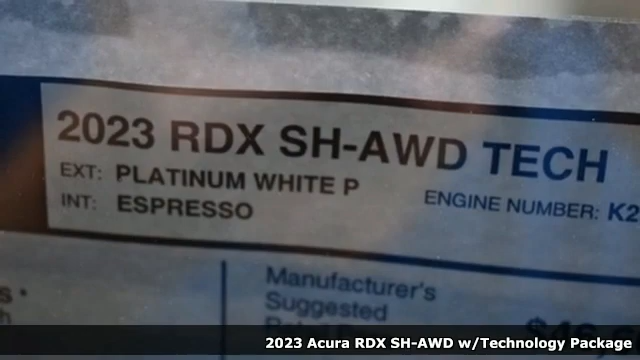 2023 RDX SH-AWD TECH
EXT: PLATINUM WHITE P
ENGINE NUMBER: K2
INT: ESPRESSO
Manufacturer's
Suggested
2023 Acura RDX SH-AWD w/Technology Package